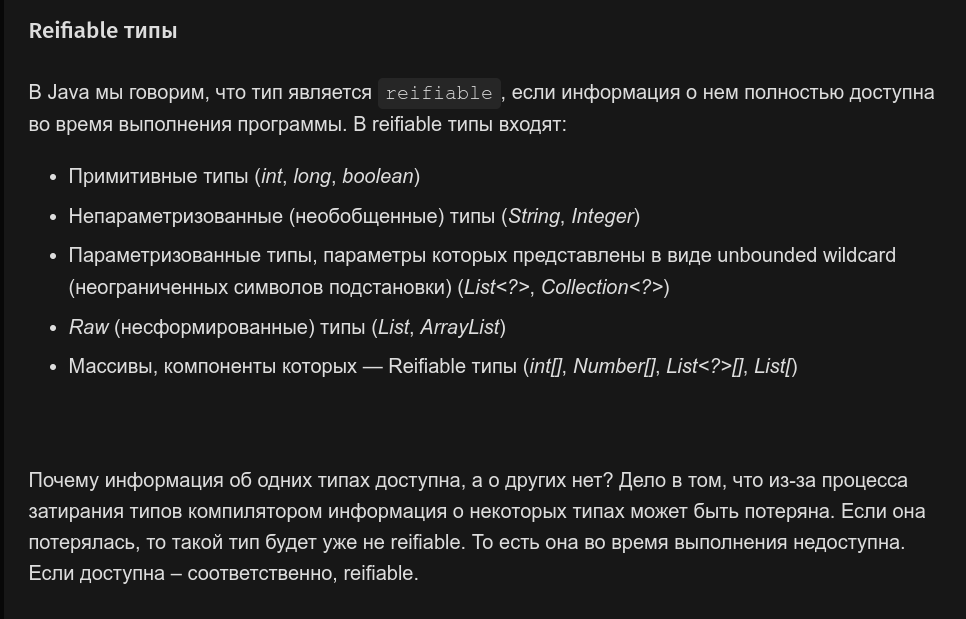 Reifiable типы
В Java мы говорим, что тип является reifiable, если информация о нем полностью доступна
во время выполнения программы. В reifiable типы входят:
• Примитивные типы (int, long, boolean)
• Непараметризованные (необобщенные) типы (String, Integer)
• Параметризованные типы, параметры которых представлены в виде unbounded wildcard
(неограниченных символов подстановки) (List<?>, Collection<?>)
• Raw (несформированные) типы (List, ArrayList)
• Массивы, компоненты которых — Reifiable типы (int[], Number[], List<?>[], List[)
Почему информация об одних типах доступна, а о других нет? Дело в том, что из-за процесса
затирания типов компилятором информация о некоторых типах может быть потеряна. Если она
потерялась, то такой тип будет уже не reifiable. То есть она во время выполнения недоступна.
Если доступна – соответственно, reifiable.